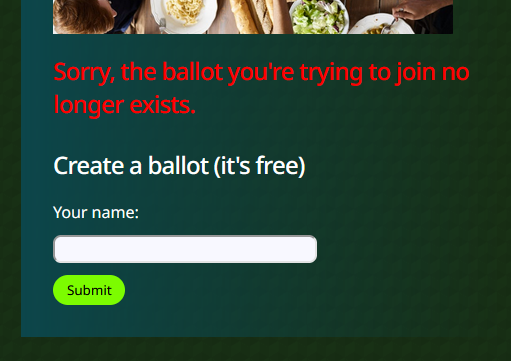 Sorry, the ballot you're trying to join no
longer exists.
Create a ballot (it's free)
Your name:
Submit